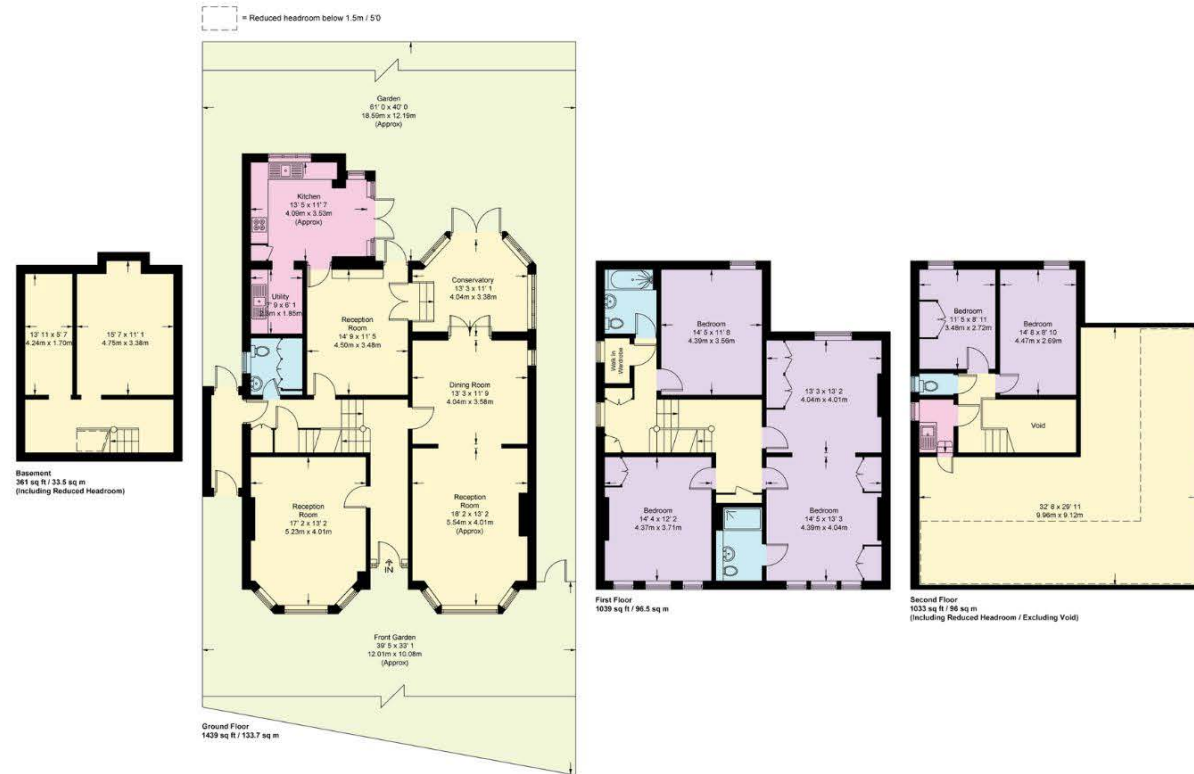 = Reduced headroom below 1.5m / 5'0
Garden
61' 0 x 40' 0
18.59m x 12.19m
(Approx)
Kitchen
13' 5 x 11' 7
4.09m x 3.53m
(Approx)
Utility
9 x 6' 1
x 1.85m
Conservatory
13' 3 x 11' 1
4.04m x 3.38m
Reception
Room
14' 9 x 11' 5
4.50m x 3.48m
Dining Room
13' 3 x 11' 9
4.04m x 3.58m
Reception
Room
17' 2 x 13' 2
5.23m x 4.01m
Reception
Room
18' 2 x 13' 2
5.54m x 4.01m
(Approx)
IN
Front Garden
39' 5 x 33' 1
12.01m x 10.08m
(Approx)
Ground Floor
1439 sq ft / 133.7 sq m
13' 11 x 5' 7
4.24m x 1.70m
15' 7 x 11' 1
4.75m x 3.38m
Basement
361 sq ft / 33.5 sq m
(Including Reduced Headroom)
Bedroom
14' 5 x 11' 8
4.39m x 3.56m
Walk In
Wardrobe
13' 3 x 13' 2
4.04m x 4.01m
Bedroom
14' 4 x 12' 2
4.37m x 3.71m
Bedroom
14' 5 x 13' 3
4.39m x 4.04m
First Floor
1039 sq ft / 96.5 sq m
Bedroom
11' 5 x 8' 11
3.48m x 2.72m
Bedroom
14' 8 x 8' 10
4.47m x 2.69m
Void
32' 8 x 29' 11
9.96m x 9.12m
Second Floor
1033 sq ft / 96 sq m
(Including Reduced Headroom / Excluding Void)